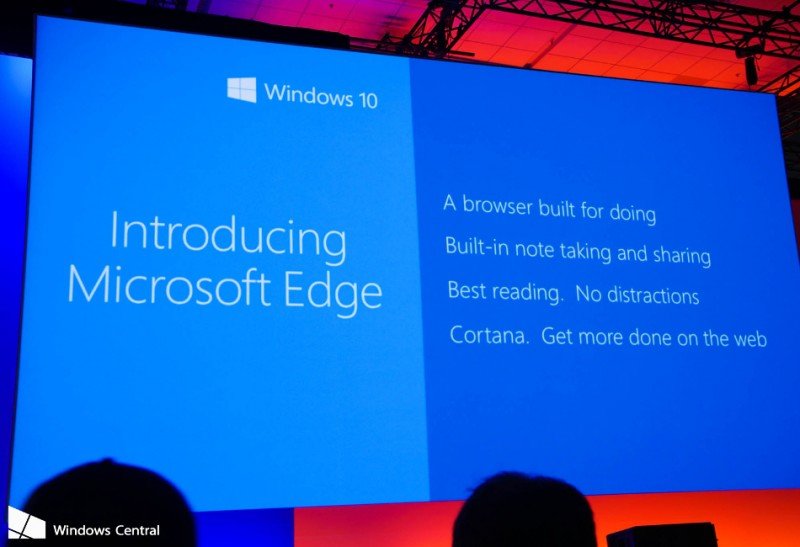 Windows 10
Introducing
Microsoft Edge
A browser built for doing
Built-in note taking and sharing
Best reading. No distractions
Cortana. Get more done on the web
Windows Central